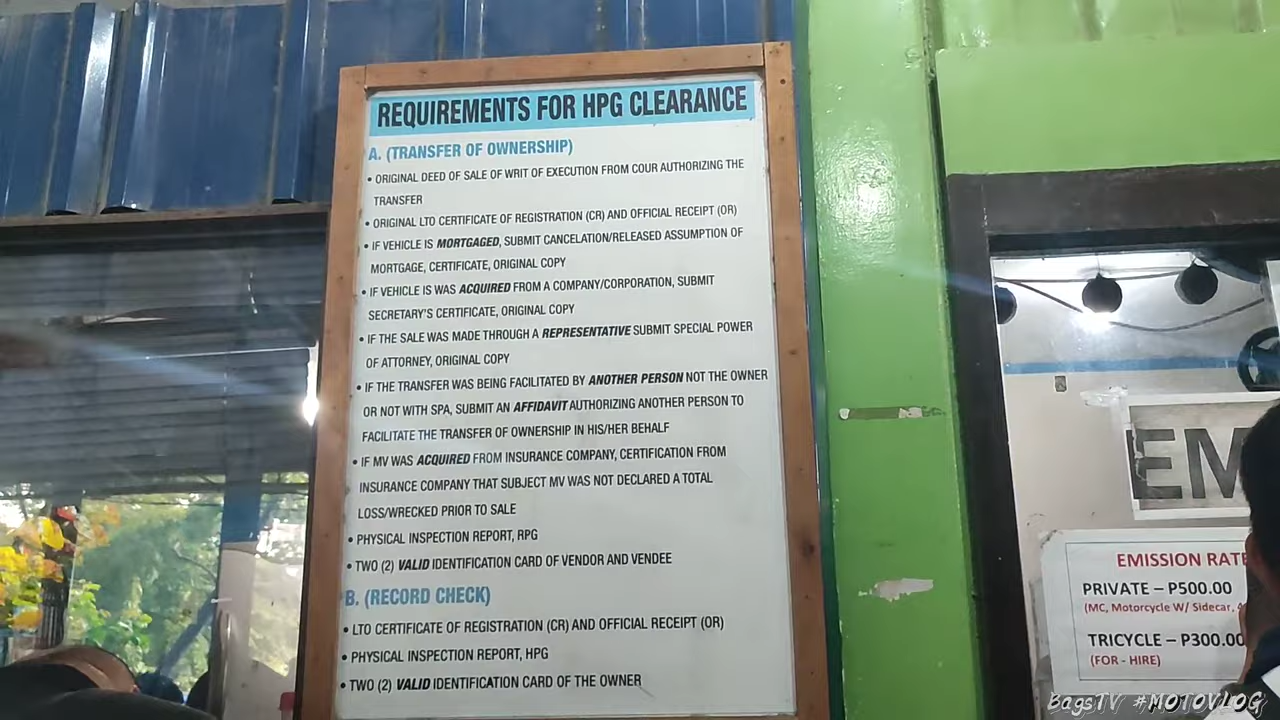 REQUIREMENTS FOR HPG CLEARANCE
A. (TRANSFER OF OWNERSHIP)
• ORIGINAL DEED OF SALE OF WRIT OF EXECUTION FROM COUR AUTHORIZING THE
TRANSFER
• ORIGINAL LTO CERTIFICATE OF REGISTRATION (CR) AND OFFICIAL RECEIPT (OR)
• IF VEHICLE IS MORTGAGED, SUBMIT CANCELATION/RELEASED ASSUMPTION OF
MORTGAGE, CERTIFICATE, ORIGINAL COPY
• IF VEHICLE IS WAS ACQUIRED FROM A COMPANY/CORPORATION, SUBMIT
SECRETARY'S CERTIFICATE, ORIGINAL COPY
• IF THE SALE WAS MADE THROUGH A REPRESENTATIVE SUBMIT SPECIAL POWER
OF ATTORNEY, ORIGINAL COPY
• IF THE TRANSFER WAS BEING FACILITATED BY ANOTHER PERSON NOT THE OWNER
OR NOT WITH SPA, SUBMIT AN AFFIDAVIT AUTHORIZING ANOTHER PERSON TO
FACILITATE THE TRANSFER OF OWNERSHIP IN HIS/HER BEHALF
• IF MV WAS ACQUIRED FROM INSURANCE COMPANY, CERTIFICATION FROM
INSURANCE COMPANY THAT SUBJECT MV WAS NOT DECLARED A TOTAL
LOSS/WRECKED PRIOR TO SALE
• PHYSICAL INSPECTION REPORT, RPG
• TWO (2) VALID IDENTIFICATION CARD OF VENDOR AND VENDEE
B. (RECORD CHECK)
• LTO CERTIFICATE OF REGISTRATION (CR) AND OFFICIAL RECEIPT (OR)
• PHYSICAL INSPECTION REPORT, HPG
• TWO (2) VALID IDENTIFICATION CARD OF THE OWNER
EM
EMISSION RATE
PRIVATE – P500.00
(MC, Motorcycle W/ Sidecar,
TRICYCLE – P300.00
(FOR - HIRE)
BagsTV #MOTOVLOG